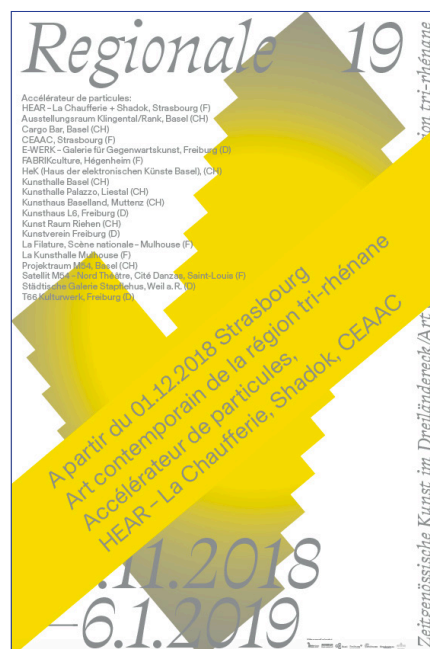 Regionale 19
Accélérateur de particules:
HEAR – La Chaufferie + Shadok, Strasbourg (F)
Ausstellungsraum Klingental/Rank, Basel (CH)
Cargo Bar, Basel (CH)
CEAAC, Strasbourg (F)
E-WERK – Galerie für Gegenwartskunst, Freiburg (D)
FABRIKculture, Hégenheim (F)
HeK (Haus der elektronischen Künste Basel), (CH)
Kunsthalle Basel (CH)
Kunsthalle Palazzo, Liestal (CH)
Kunsthaus Baselland, Muttenz (CH)
Kunsthaus L6, Freiburg (D)
Kunst Raum Riehen (CH)
Kunstverein Freiburg (D)
La Filature, Scène nationale – Mulhouse (F)
La Kunsthalle Mulhouse (F)
Projektraum M54, Basel (CH)
Satellit M54 – Nord Théâtre, Cité Danzas, Saint-Louis (F)
Städtische Galerie Stapflehus, Weil a. R. (D)
T66 Kulturwerk, Freiburg (D)
A partir du 01.12.2018 Strasbourg
Art contemporain de la région tri-rhénane
Accélérateur de particules,
HEAR – La Chaufferie, Shadok, CEAAC
.11.2018
–6.1.2019
Zeitgenössische Kunst im Dreiländereck/Art tri-rhénane